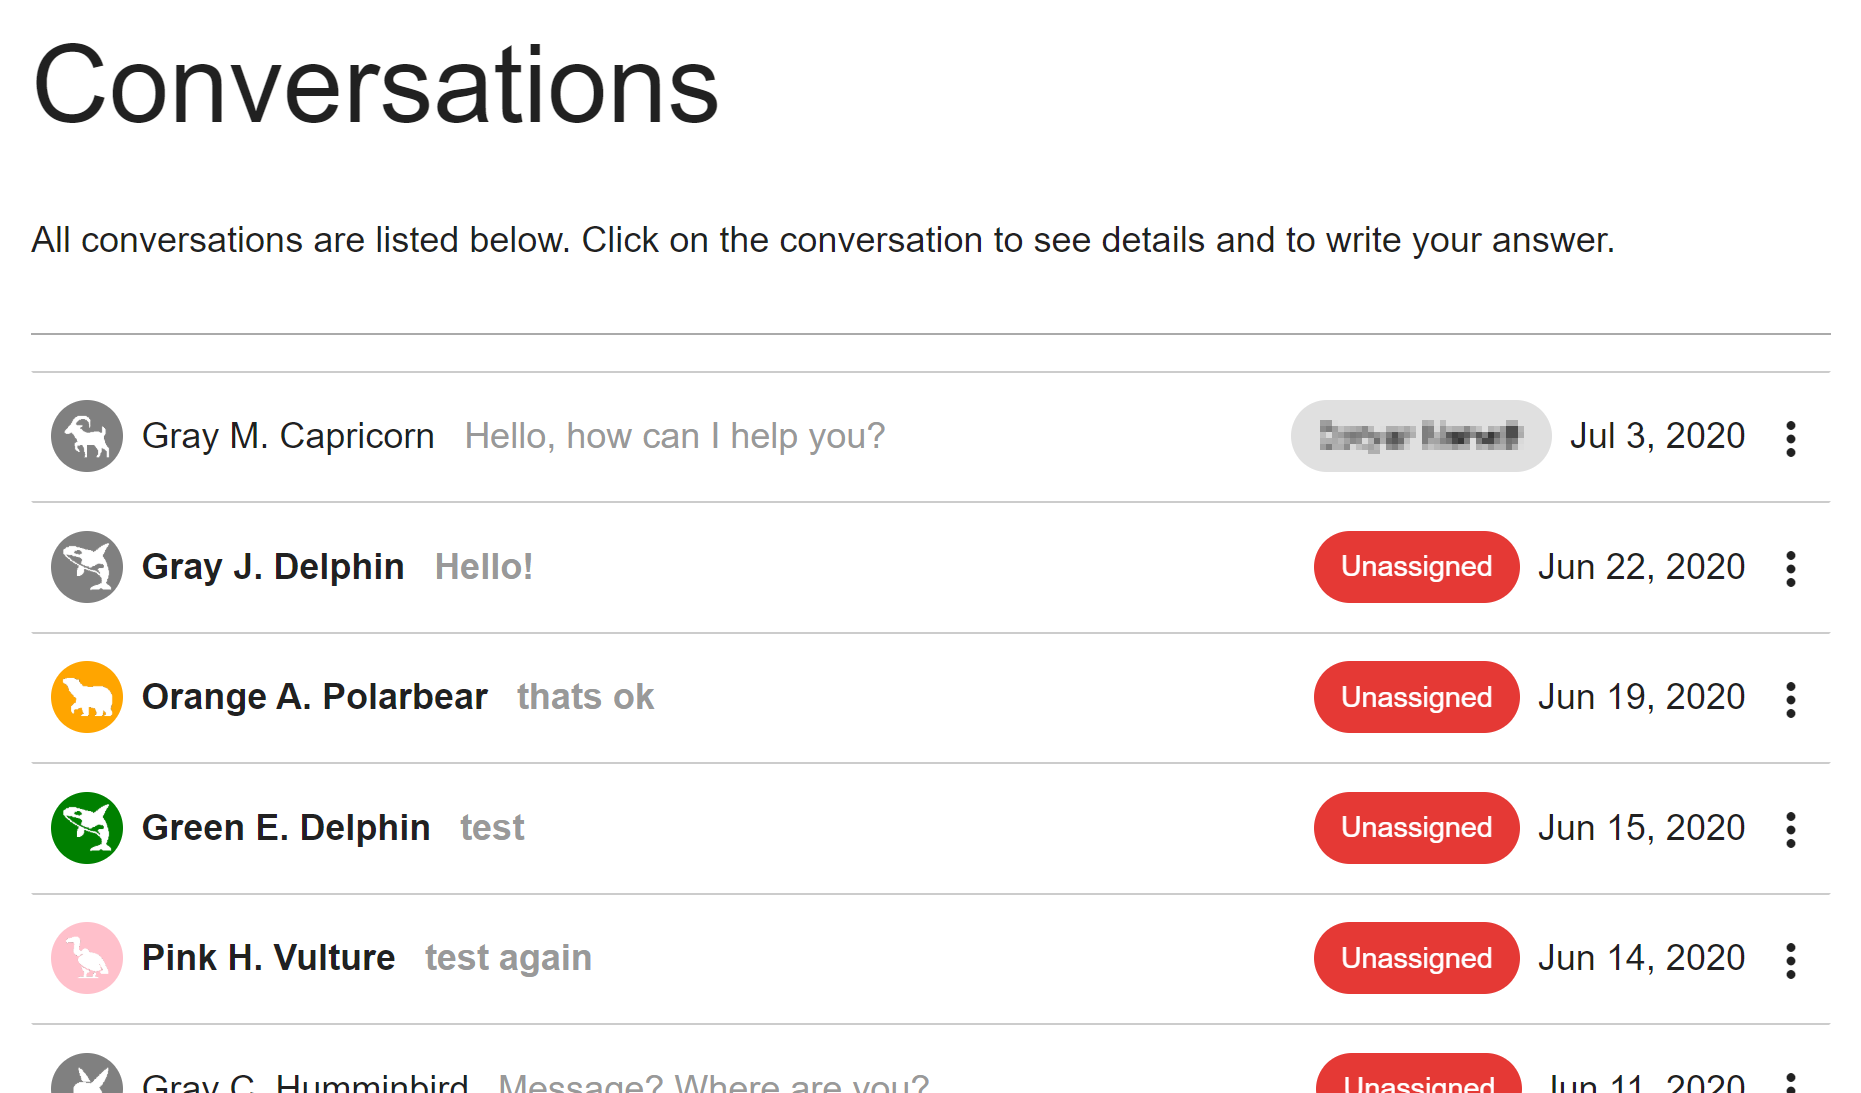 Conversations
All conversations are listed below. Click on the conversation to see details and to write your answer.
Gray M. Capricorn Hello, how can I help you? Jul 3, 2020
Gray J. Delphin Hello! Unassigned Jun 22, 2020
Orange A. Polarbear thats ok Unassigned Jun 19, 2020
Green E. Delphin test Unassigned Jun 15, 2020
Pink H. Vulture test again Unassigned Jun 14, 2020
Gray C. Humminbird Message? Where are you? Unassigned Jun 11, 2020